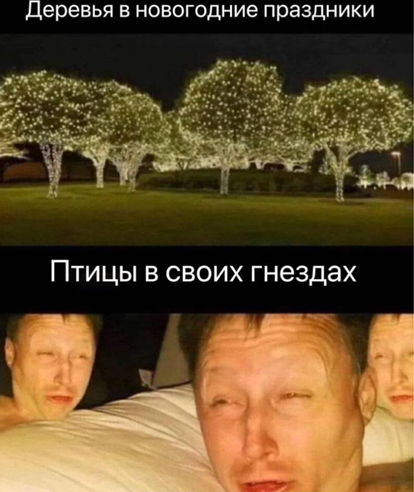 Деревья в новогодние праздники
Птицы в своих гнездах